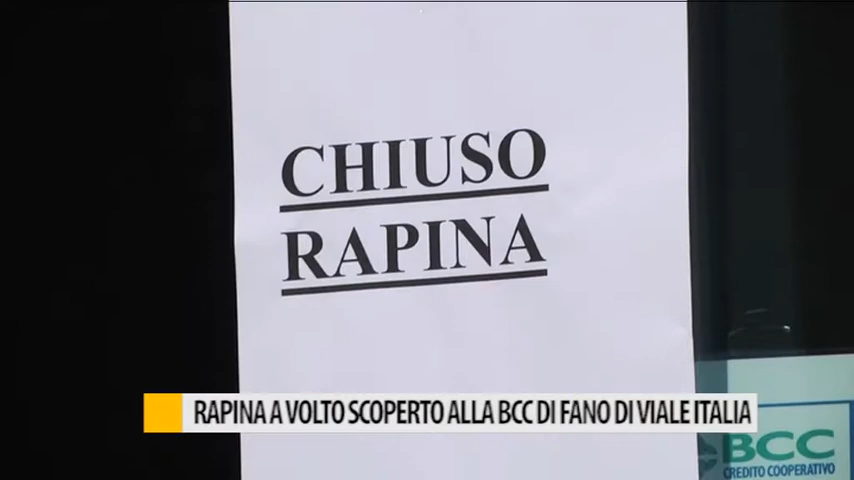 CHIUSO
RAPINA
RAPINA A VOLTO SCOPERTO ALLA BCC DI FANO DI VIALE ITALIA
BCC
CREDITO COOPERATIVO